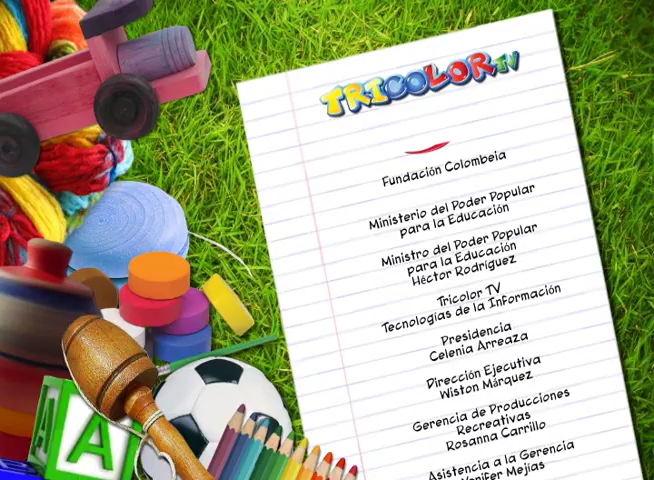 TRICOLOR TV
Fundación Colombeia
Ministerio del Poder Popular
para la Educación
Ministro del Poder Popular
para la Educación
Héctor Rodríguez
Tricolor TV
Tecnologías de la Información
Presidencia
Celenia Arreaza
Dirección Ejecutiva
Wiston Márquez
Gerencia de Producciones
Recreativas
Rosanna Carrillo
Asistencia a la Gerencia
Mejías
A
A